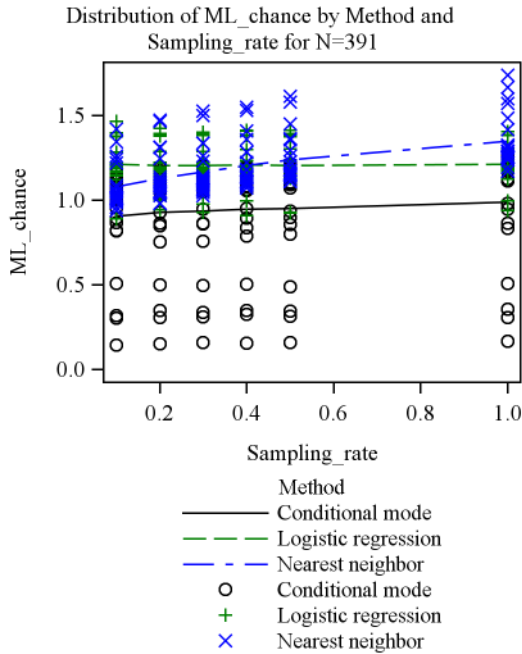 Distribution of ML_chance by Method and
Sampling_rate for N=391
1.5
1.0
0.5
0.0
ML_chance
0.2
0.4
0.6
0.8
1.0
Sampling_rate
Method
Conditional mode
Logistic regression
Nearest neighbor
Conditional mode
Logistic regression
Nearest neighbor